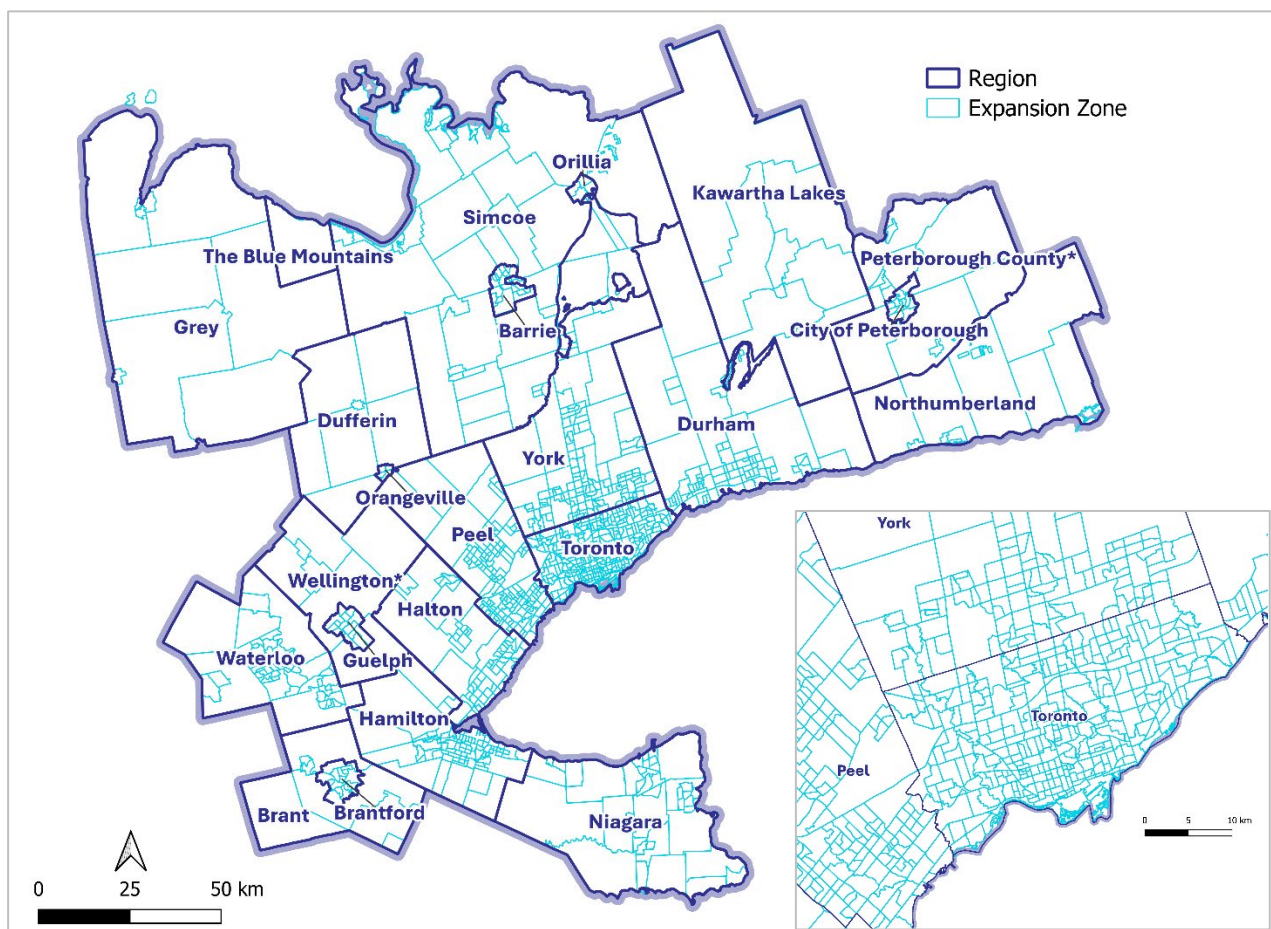 Region
Expansion Zone
Orillia
Kawartha Lakes
Simcoe
The Blue Mountains
Peterborough County*
Grey
Barrie
City of Peterborough
Dufferin
Durham
Northumberland
York
Orangeville
Peel
Toronto
Wellington*
Halton
Waterloo
Guelph
Hamilton
Brant
Brantford
Niagara
0 25 50 km
York
Toronto
Peel
0 5 10 km